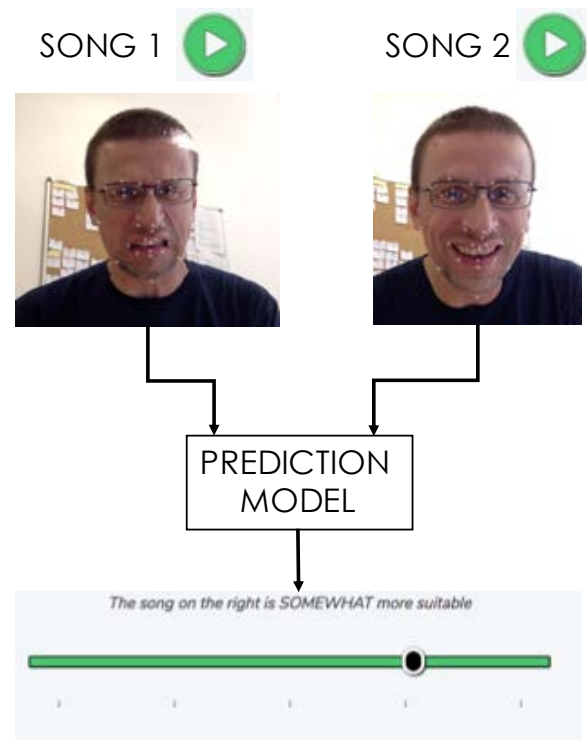 SONG 1
SONG 2
PREDICTION
MODEL
The song on the right is SOMEWHAT more suitable